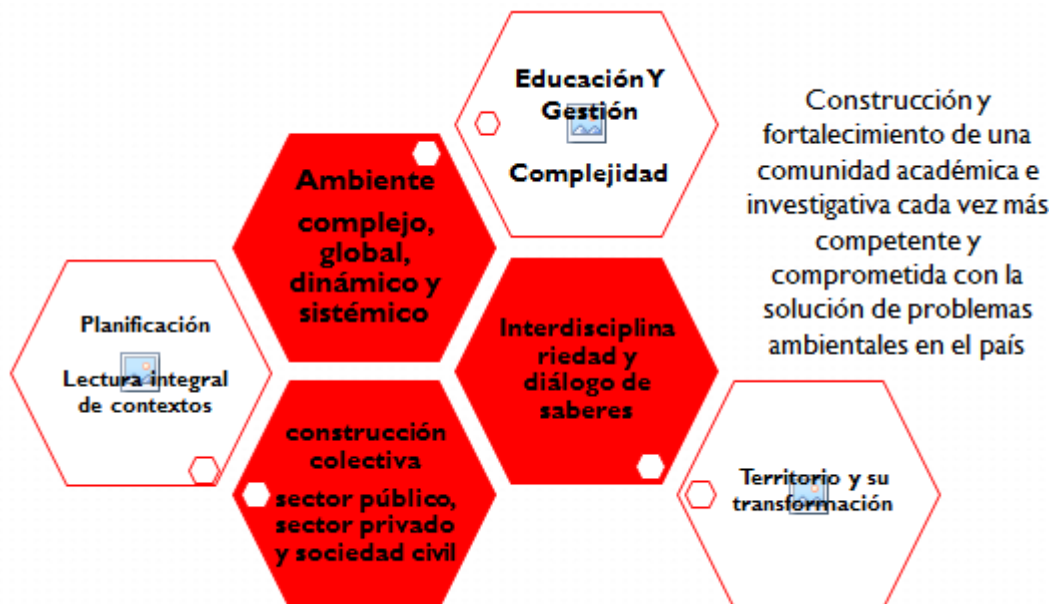 Educación Y
Gestión
Complejidad
Ambiente
complejo,
global,
dinámico y
sistémico
Planificación
Lectura integral
de contextos
Interdisciplina
riedad y
diálogo de
saberes
construcción
colectiva
sector público,
sector privado
y sociedad civil
Territorio y su
transformación
Construcción y
fortalecimiento de una
comunidad académica e
investigativa cada vez más
competente y
comprometida con la
solución de problemas
ambientales en el país